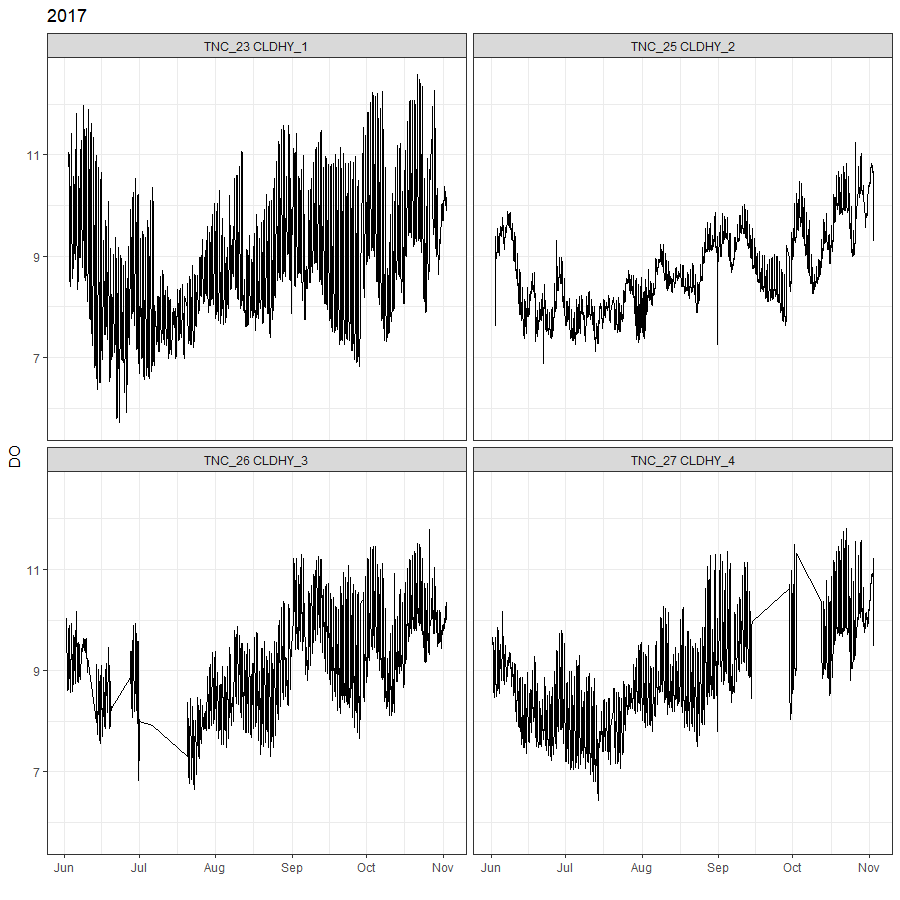 2017
TNC_23 CLDHY_1
TNC_25 CLDHY_2
11
9
7
DO
TNC_26 CLDHY_3
TNC_27 CLDHY_4
11
9
7
Jun Jul Aug Sep Oct Nov
Jun Jul Aug Sep Oct Nov